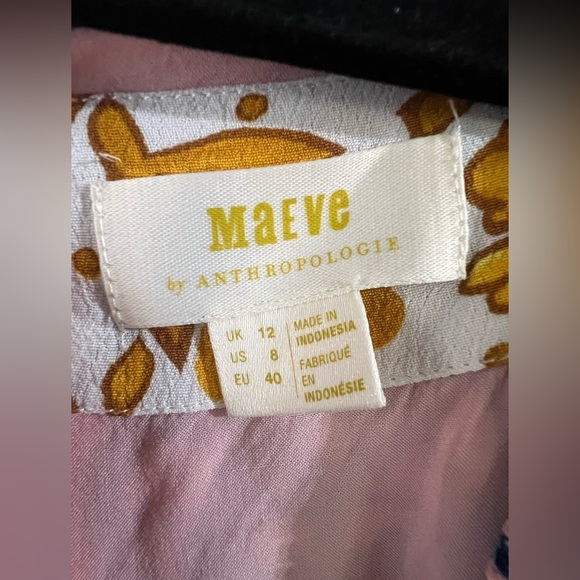 MaEVe
by ANTHROPOLOGIE
UK 12
US 8
EU 40
MADE IN
INDONESIA
FABRIQUÉ
EN
INDONÉSIE